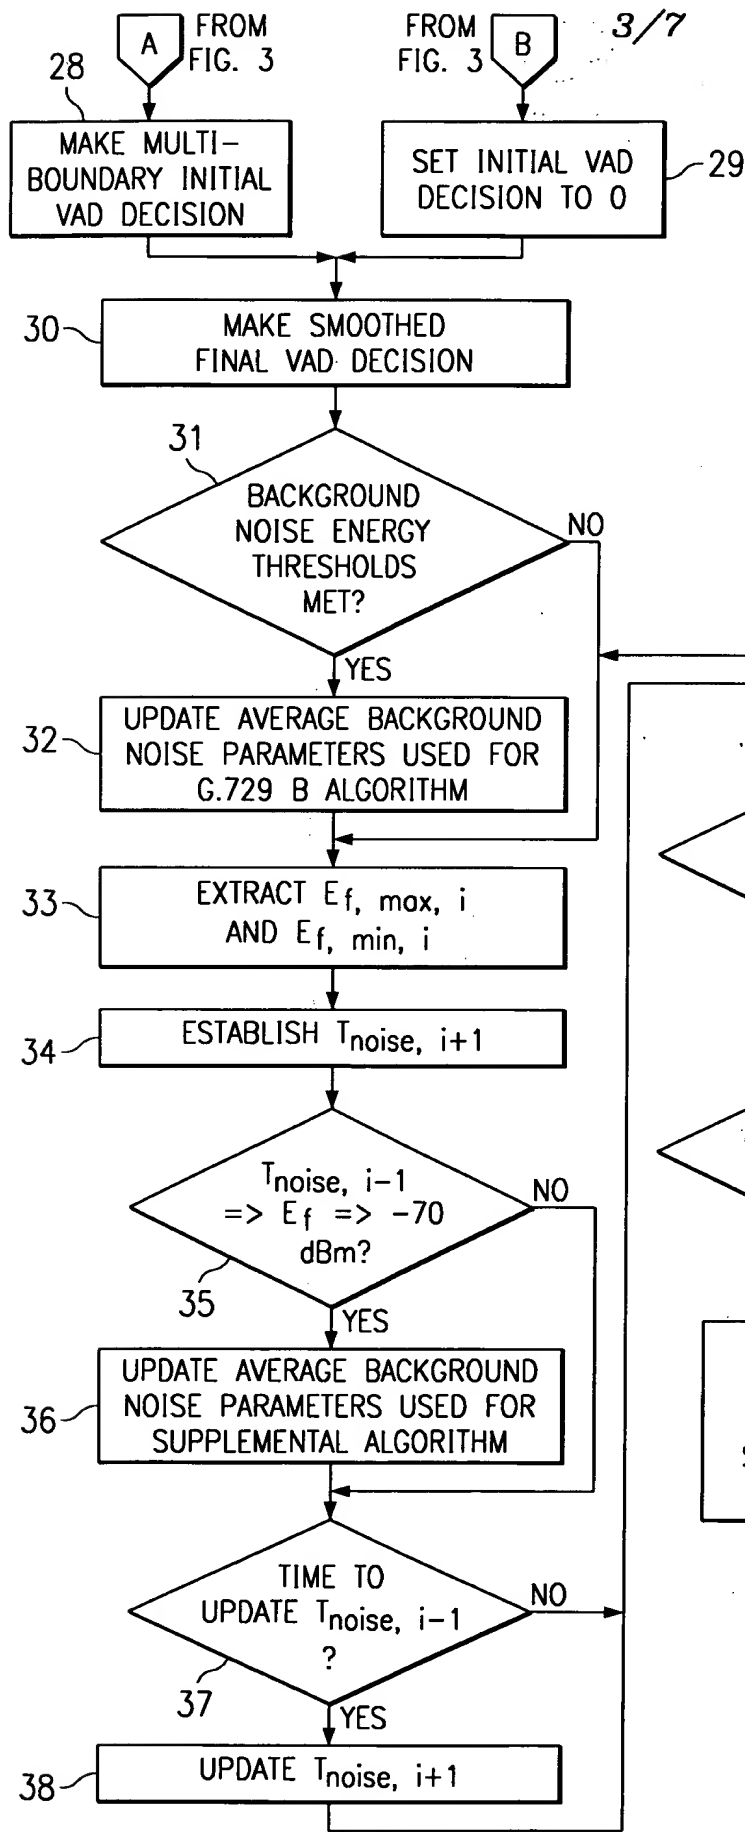 3/7
A
FROM
FIG. 3
FROM
FIG. 3
B
28
MAKE MULTI-
BOUNDARY INITIAL
VAD DECISION
SET INITIAL VAD
DECISION TO 0
29
30
MAKE SMOOTHED
FINAL VAD DECISION
31
BACKGROUND
NOISE ENERGY
THRESHOLDS
MET?
NO
YES
32
UPDATE AVERAGE BACKGROUND
NOISE PARAMETERS USED FOR
G.729 B ALGORITHM
33
EXTRACT Ef, max, i
AND Ef, min, i
34
ESTABLISH Tnoise, i+1
Tnoise, i-1
=> Ef => -70
dBm?
NO
35
YES
36
UPDATE AVERAGE BACKGROUND
NOISE PARAMETERS USED FOR
SUPPLEMENTAL ALGORITHM
TIME TO
UPDATE Tnoise, i-1
?
NO
37
YES
38
UPDATE Tnoise, i+1